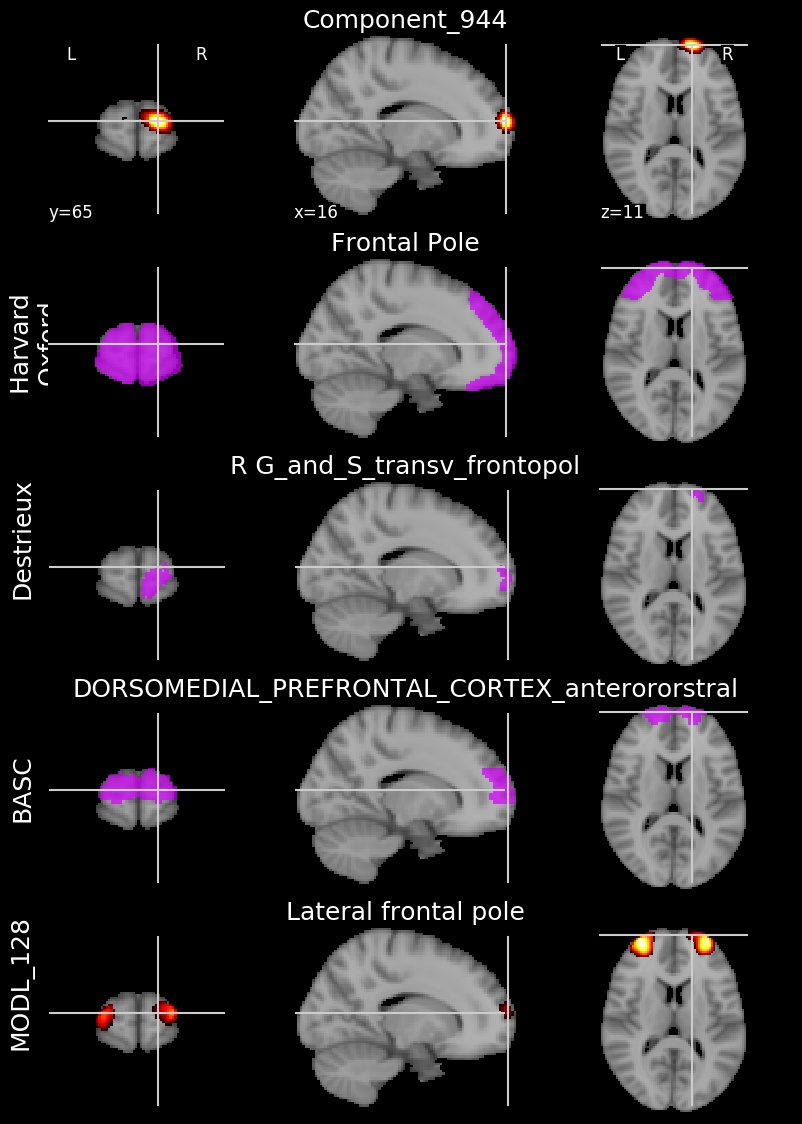 Component_944
L
R
L
R
y=65
x=16
z=11
Frontal Pole
Harvard
Oxford
R G_and_S_transv_frontopol
Destrieux
DORSOMEDIAL_PREFRONTAL_CORTEX_anterororstral
BASC
Lateral frontal pole
MODL_128